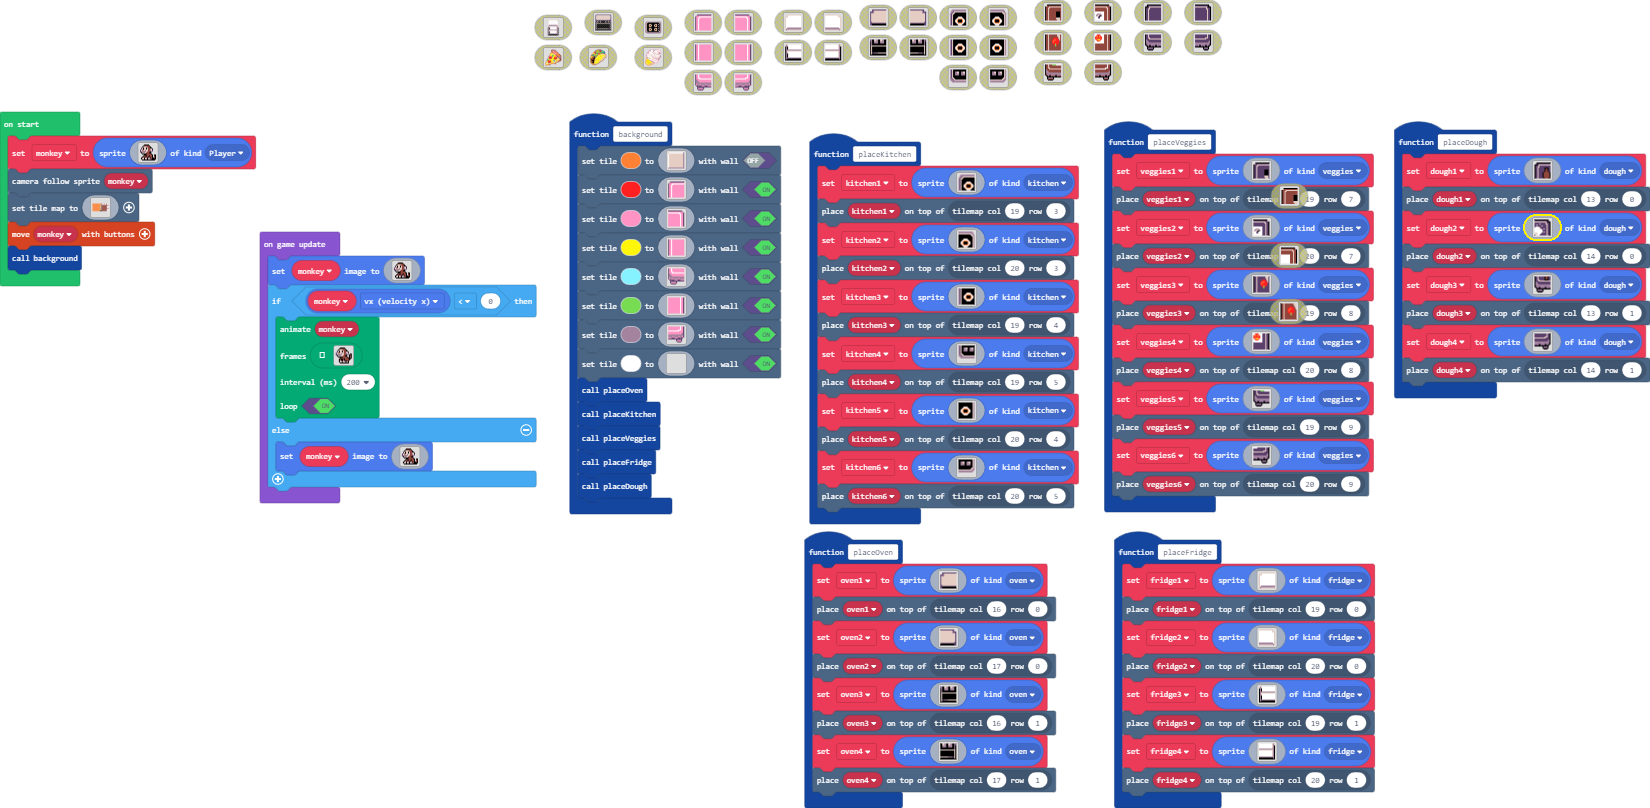 on start
set monkey to sprite of kind Player
camera follow sprite monkey
set tile map to
move monkey with buttons
call background
on game update
set monkey image to
if monkey vx (velocity x) < 0 then
animate monkey
frames
interval (ms) 200
loop ON
else
set monkey image to
function background
set tile to with wall OFF
set tile to with wall ON
set tile to with wall ON
set tile to with wall ON
set tile to with wall ON
set tile to with wall ON
set tile to with wall ON
set tile to with wall ON
call placeOven
call placeKitchen
call placeVeggies
call placeFridge
call placeDough
function placeKitchen
set kitchen1 to sprite of kind kitchen
place kitchen1 on top of tilemap col 19 row 3
set kitchen2 to sprite of kind kitchen
place kitchen2 on top of tilemap col 20 row 3
set kitchen3 to sprite of kind kitchen
place kitchen3 on top of tilemap col 19 row 4
set kitchen4 to sprite of kind kitchen
place kitchen4 on top of tilemap col 19 row 5
set kitchen5 to sprite of kind kitchen
place kitchen5 on top of tilemap col 20 row 4
set kitchen6 to sprite of kind kitchen
place kitchen6 on top of tilemap col 20 row 5
function placeVeggies
set veggies1 to sprite of kind veggies
place veggies1 on top of tilema 19 row 7
set veggies2 to sprite of kind veggies
place veggies2 on top of tilema 20 row 7
set veggies3 to sprite of kind veggies
place veggies3 on top of tilema 19 row 8
set veggies4 to sprite of kind veggies
place veggies4 on top of tilemap col 20 row 8
set veggies5 to sprite of kind veggies
place veggies5 on top of tilemap col 19 row 9
set veggies6 to sprite of kind veggies
place veggies6 on top of tilemap col 20 row 9
function placeDough
set dough1 to sprite of kind dough
place dough1 on top of tilemap col 13 row 0
set dough2 to sprite of kind dough
place dough2 on top of tilemap col 14 row 0
set dough3 to sprite of kind dough
place dough3 on top of tilemap col 13 row 1
set dough4 to sprite of kind dough
place dough4 on top of tilemap col 14 row 1
function placeOven
set oven1 to sprite of kind oven
place oven1 on top of tilemap col 16 row 0
set oven2 to sprite of kind oven
place oven2 on top of tilemap col 17 row 0
set oven3 to sprite of kind oven
place oven3 on top of tilemap col 16 row 1
set oven4 to sprite of kind oven
place oven4 on top of tilemap col 17 row 1
function placeFridge
set fridge1 to sprite of kind fridge
place fridge1 on top of tilemap col 19 row 0
set fridge2 to sprite of kind fridge
place fridge2 on top of tilemap col 20 row 0
set fridge3 to sprite of kind fridge
place fridge3 on top of tilemap col 19 row 1
set fridge4 to sprite of kind fridge
place fridge4 on top of tilemap col 20 row 1